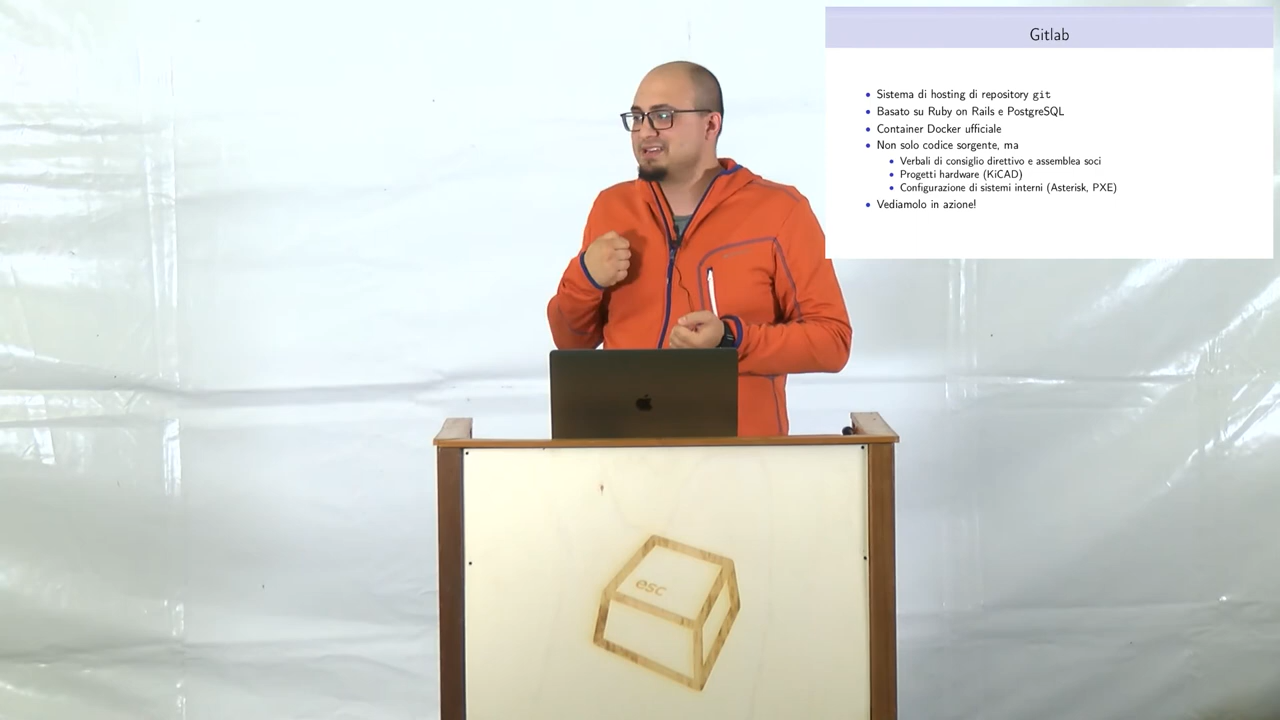 Gitlab
Sistema di hosting di repository git
Basato su Ruby on Rails e PostgreSQL
Container Docker ufficiale
Non solo codice sorgente, ma
Verbali di consiglio direttivo e assemblea soci
Progetti hardware (KiCAD)
Configurazione di sistemi interni (Asterisk, PXE)
Vediamolo in azione!
esc